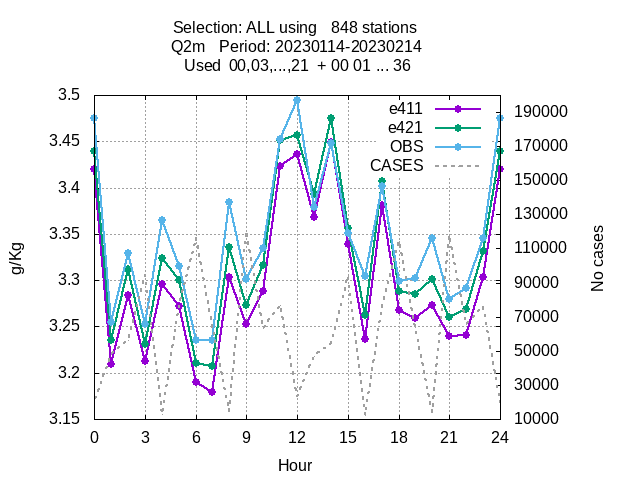 Selection: ALL using   848 stations
Q2m   Period: 20230114-20230214
Used  00,03,...,21  + 00 01 ... 36
3.5
3.45
3.4
3.35
3.3
3.25
3.2
3.15
g/Kg
e411
e421
OBS
CASES
190000
170000
150000
130000
110000
90000
70000
50000
30000
10000
No cases
0 3 6 9 12 15 18 21 24
Hour